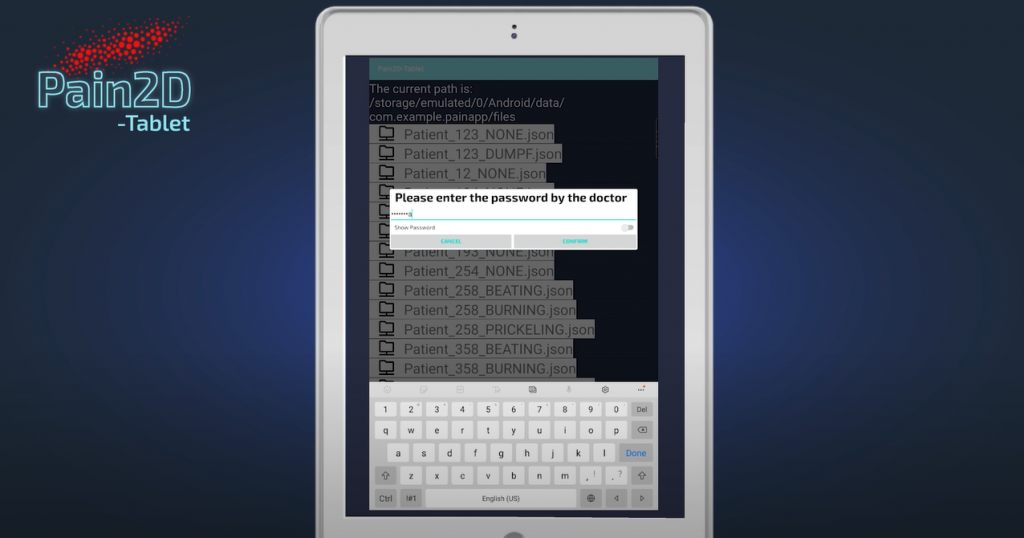 Pain2D
-Tablet
Pain2D-Tablet
The current path is:
/storage/emulated/0/Android/data/
com.example.painapp/files
Patient_123_NONE.json
Patient_123_DUMPF.json
Patient_12_NONE.json
Please enter the password by the doctor
•••••••a
Show Password
CANCEL
CONFIRM
Patient_193_NONE.json
Patient_254_NONE.json
Patient_258_BEATING.json
Patient_258_BURNING.json
Patient_258_PRICKELING.json
Patient_358_BEATING.json
Patient_358_BURNING.json
1 2 3 4 5 6 7 8 9 0 Del
q w e r t y u i o p
a s d f g h j k l Done
z x c v b n m , ! . ?
Ctrl !#1 English (US)